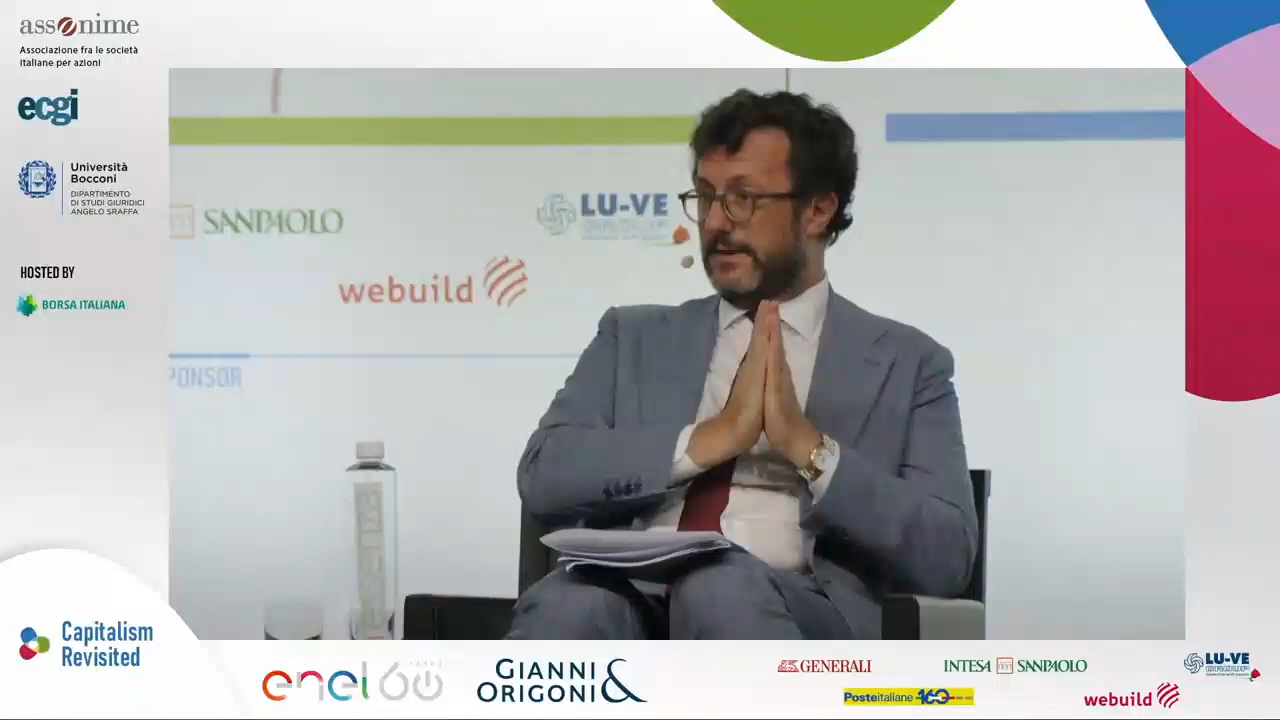 assonime
Associazione fra le società
italiane per azioni
ecgi
Università
Bocconi
DIPARTIMENTO
DI STUDI GIURIDICI
ANGELO SRAFFA
HOSTED BY
BORSA ITALIANA
SANPAOLO
LU-VE
webuild
PONSOR
Capitalism
Revisited
enel 60
GIANNI &
ORIGONI
GENERALI
INTESA SANPAOLO
LU-VE
Posteitaliane 160
webuild